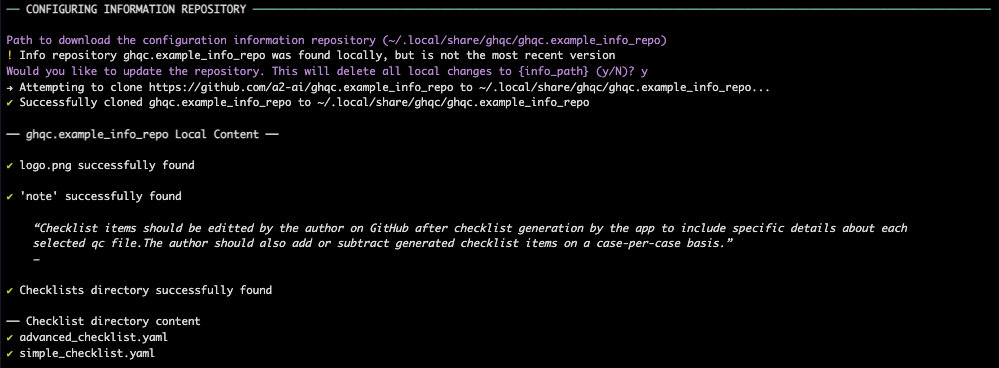 ── CONFIGURING INFORMATION REPOSITORY ──
Path to download the configuration information repository (~/.local/share/ghqc/ghqc.example_info_repo)
! Info repository ghqc.example_info_repo was found locally, but is not the most recent version
Would you like to update the repository. This will delete all local changes to {info_path} (y/N)? y
→ Attempting to clone https://github.com/a2-ai/ghqc.example_info_repo to ~/.local/share/ghqc/ghqc.example_info_repo...
✔ Successfully cloned ghqc.example_info_repo to ~/.local/share/ghqc/ghqc.example_info_repo
── ghqc.example_info_repo Local Content ──
✔ logo.png successfully found
✔ 'note' successfully found
“Checklist items should be editted by the author on GitHub after checklist generation by the app to include specific details about each
selected qc file.The author should also add or subtract generated checklist items on a case-per-case basis.”
—
✔ Checklists directory successfully found
── Checklist directory content
✔ advanced_checklist.yaml
✔ simple_checklist.yaml